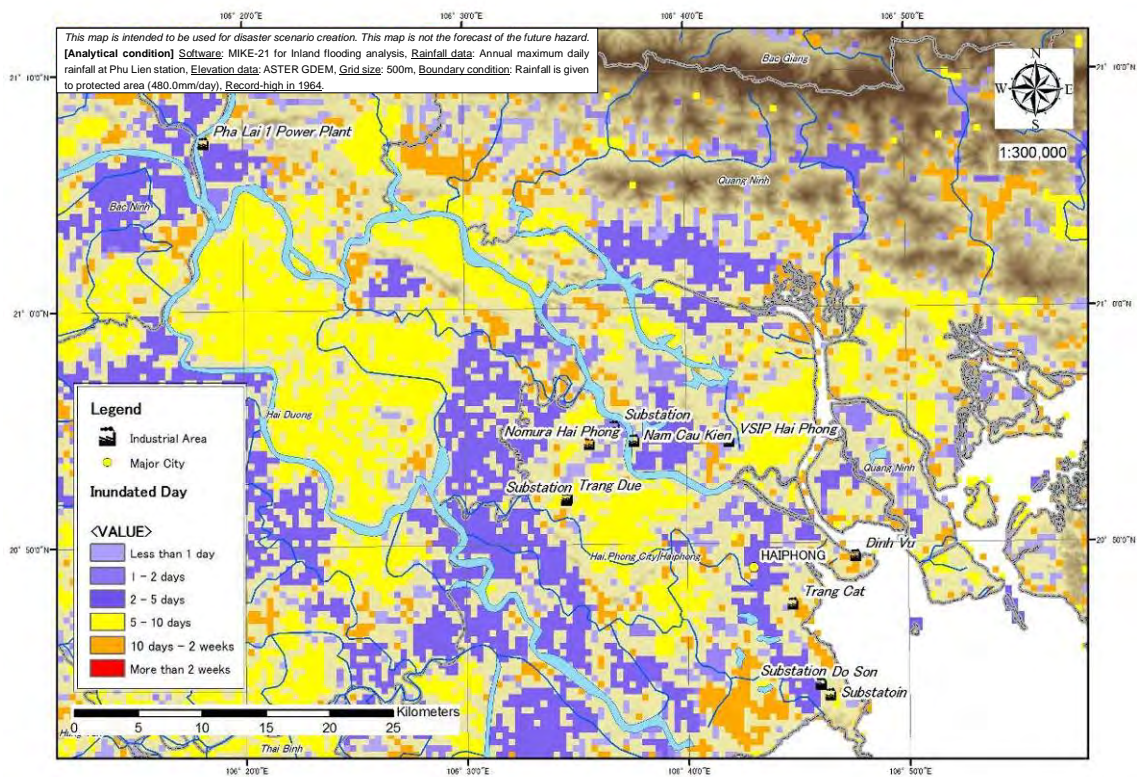 106° 20'0"E
106° 30'0"E
106° 40'0"E
106° 50'0"E
This map is intended to be used for disaster scenario creation. This map is not the forecast of the future hazard.
[Analytical condition] Software: MIKE-21 for Inland flooding analysis, Rainfall data: Annual maximum daily
rainfall at Phu Lien station, Elevation data: ASTER GDEM, Grid size: 500m, Boundary condition: Rainfall is given
to protected area (480.0mm/day), Record-high in 1964.
21° 10'0"N
21° 10'0"N
Bac Giang
N
W E
S
1:300,000
Pha Lai 1 Power Plant
Quang Ninh
Bac Ninh
21° 0'0"N
21° 0'0"N
Legend
Industrial Area
Major City
Inundated Day
<VALUE>
Less than 1 day
1 - 2 days
2 - 5 days
5 - 10 days
10 days - 2 weeks
More than 2 weeks
Hai Duong
Substation
Nomura Hai Phong
Nam Cau Kien
VSIP Hai Phong
Quang Ninh
Substation
Trang Due
20° 50'0"N
Hai Phong City|Haiphong
HAIPHONG
Dinh Vu
20° 50'0"N
Trang Cat
Substation Do Son
Substatoin
Kilometers
0 5 10 15 20 25
Thai Binh
106° 20'0"E
106° 30'0"E
106° 40'0"E
106° 50'0"E